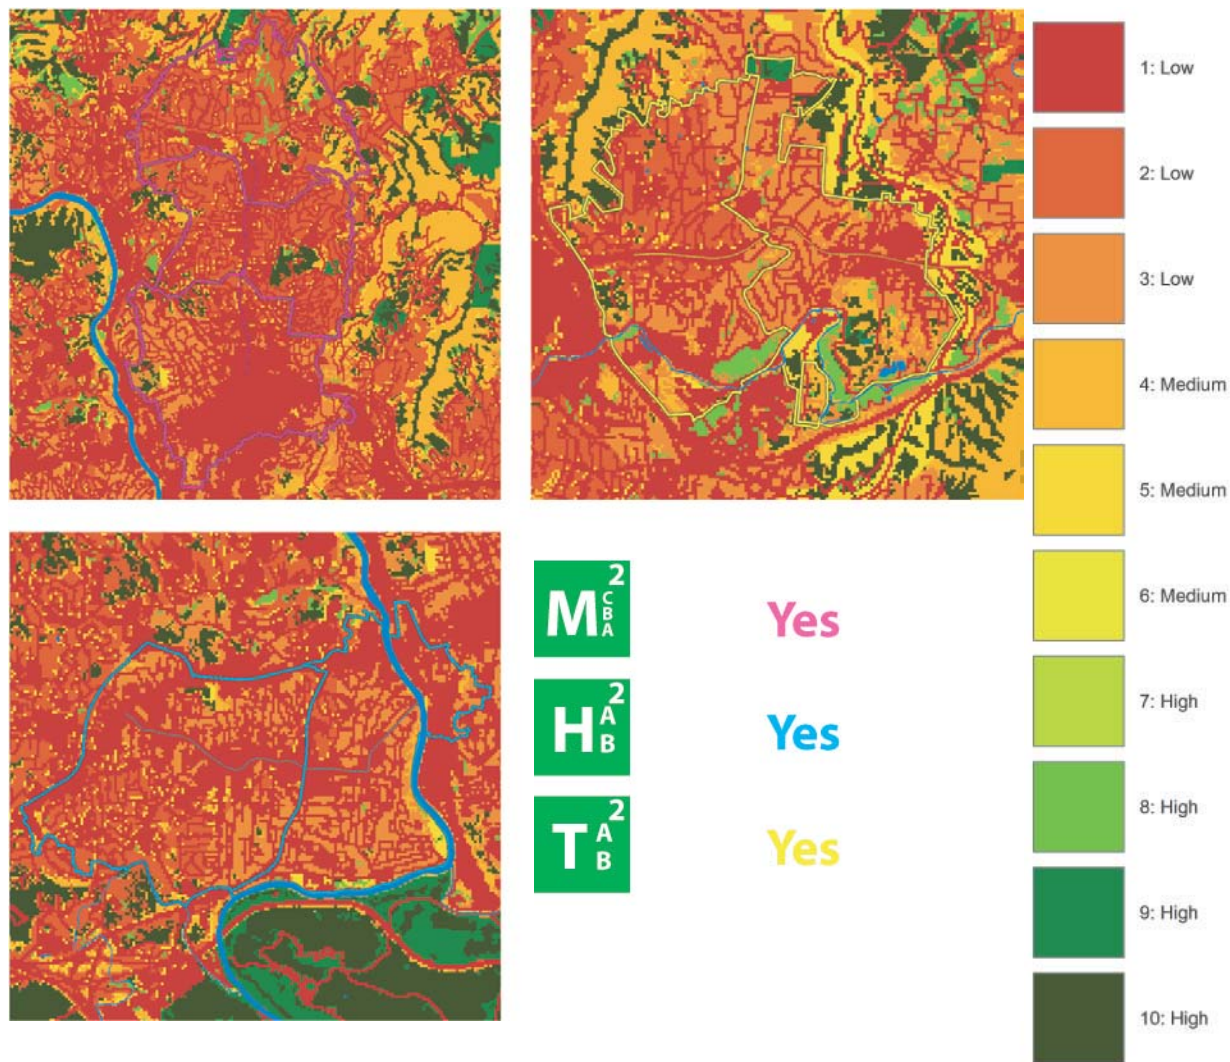 1: Low
2: Low
3: Low
4: Medium
5: Medium
6: Medium
7: High
8: High
9: High
10: High
M 2 C B A
Yes
H 2 A B
Yes
T 2 A B
Yes